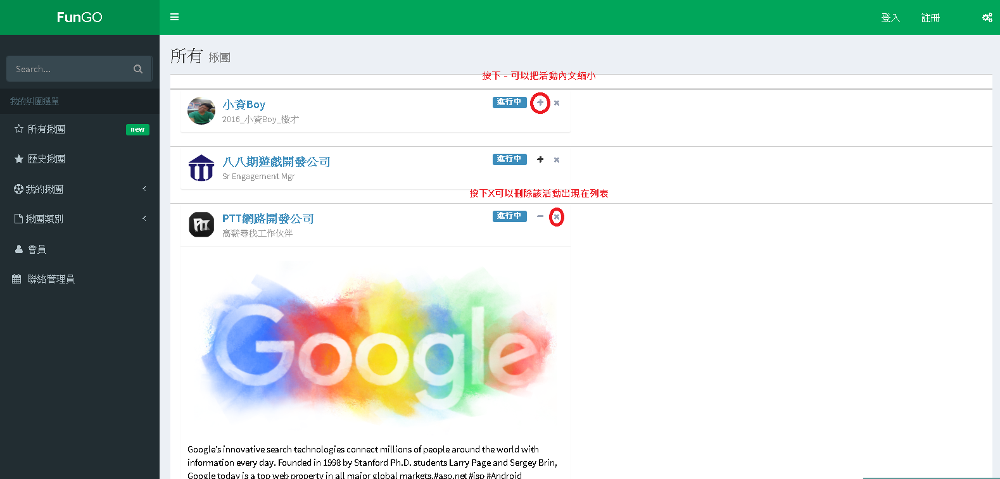 FunGO
登入
註冊
Search...
我的糾團選單
所有揪團
new
歷史揪團
我的揪團
揪團類別
會員
聯絡管理員
所有 揪團
按下 - 可以把活動內文縮小
小資Boy
進行中
2016_小資Boy_徵才
八八期遊戲開發公司
進行中
Sr Engagement Mgr
按下X可以刪除該活動出現在列表
PTT網路開發公司
進行中
高薪尋找工作伙伴
Google
Google's innovative search technologies connect millions of people around the world with
information every day. Founded in 1998 by Stanford Ph.D. students Larry Page and Sergey Brin,
Google today is a top web property in all major global markets.#asp.net #jsp #Android